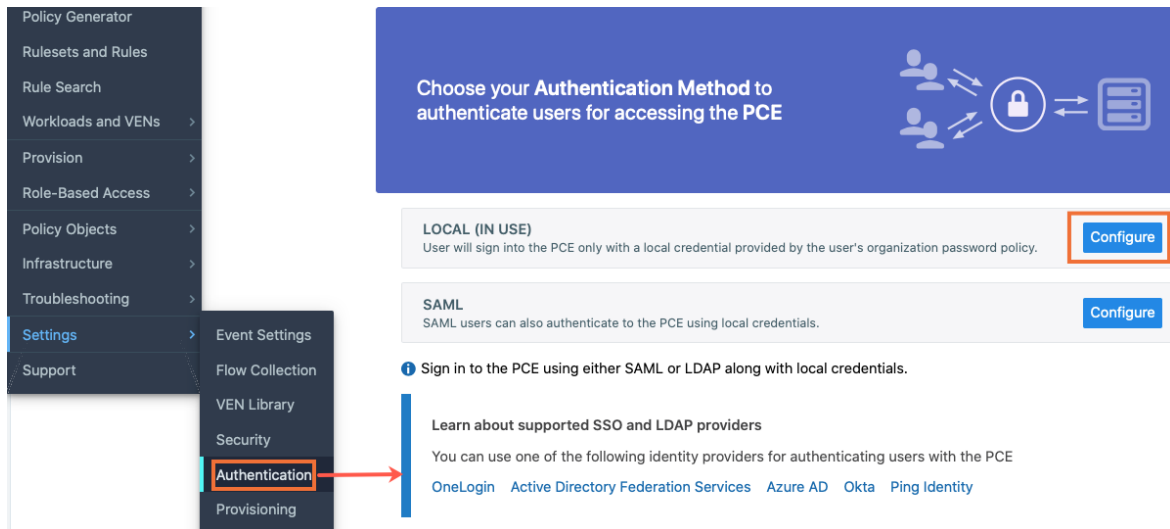 Policy Generator
Rulesets and Rules
Rule Search
Workloads and VENs
Provision
Role-Based Access
Policy Objects
Infrastructure
Troubleshooting
Settings
Support
Event Settings
Flow Collection
VEN Library
Security
Authentication
Provisioning
Choose your Authentication Method to
authenticate users for accessing the PCE
LOCAL (IN USE)
User will sign into the PCE only with a local credential provided by the user's organization password policy.
Configure
SAML
SAML users can also authenticate to the PCE using local credentials.
Configure
Sign in to the PCE using either SAML or LDAP along with local credentials.
Learn about supported SSO and LDAP providers
You can use one of the following identity providers for authenticating users with the PCE
OneLogin Active Directory Federation Services Azure AD Okta Ping Identity